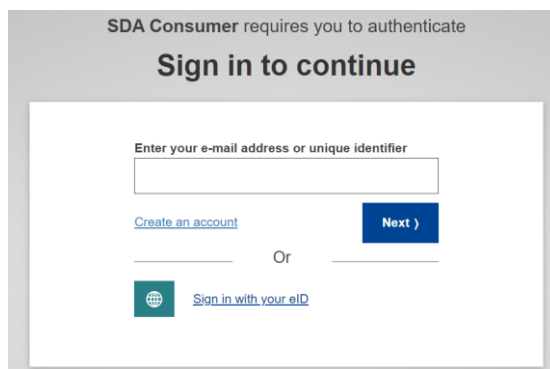 SDA Consumer requires you to authenticate
Sign in to continue
Enter your e-mail address or unique identifier
Create an account
Next ⟩
Or
Sign in with your eID